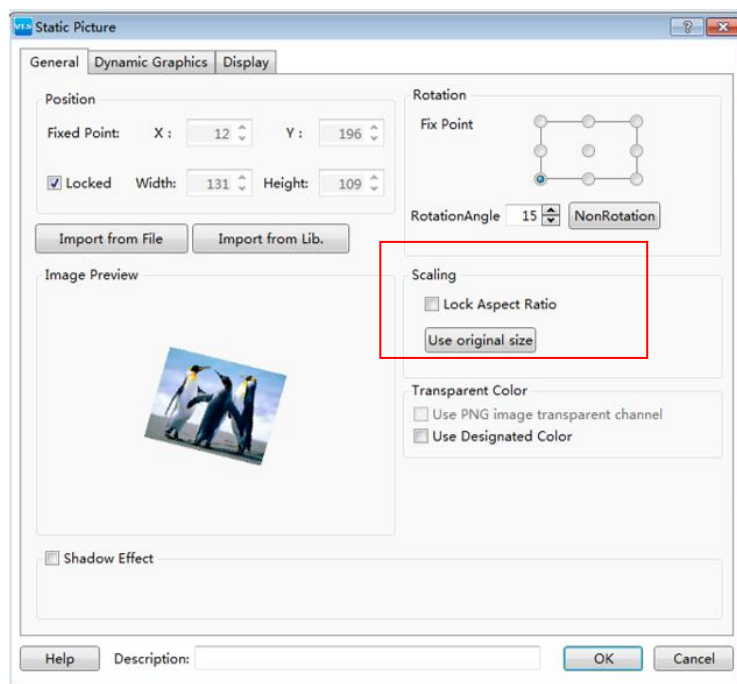 Static Picture
General Dynamic Graphics Display
Position
Fixed Point: X : 12 Y : 196
Locked Width: 131 Height: 109
Import from File Import from Lib.
Rotation
Fix Point
RotationAngle 15 NonRotation
Image Preview
Scaling
Lock Aspect Ratio
Use original size
Transparent Color
Use PNG image transparent channel
Use Designated Color
Shadow Effect
Help Description: OK Cancel